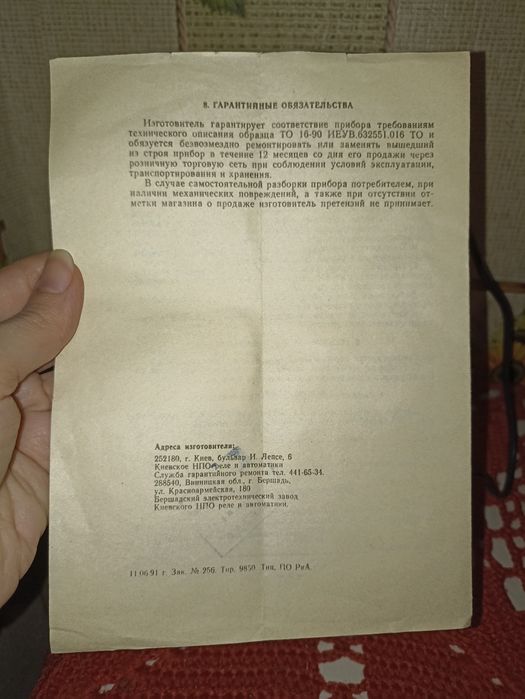 8. ГАРАНТИЙНЫЕ ОБЯЗАТЕЛЬСТВА
Изготовитель гарантирует соответствие прибора требованиям
технического описания образца ТО 16-90 ИЕУВ.632551.016 ТО и
обязуется безвозмездно ремонтировать или заменять вышедший
из строя прибор в течение 12 месяцев со дня его продажи через
розничную торговую сеть при соблюдении условий эксплуатации,
транспортирования и хранения.
В случае самостоятельной разборки прибора потребителем, при
наличии механических повреждений, а также при отсутствии от-
метки магазина о продаже изготовитель претензий не принимает.
Адреса изготовителя:
252180, г. Киев, бульвар И. Лепсе, 6
Киевское НПО реле и автоматики
Служба гарантийного ремонта тел. 441-65-34.
288540, Винницкая обл., г. Бершадь,
ул. Красноармейская, 180
Бершадский электротехнический завод
Киевского НПО реле и автоматики.
11.06.91 г. Зак. № 256. Тир. 9850 Тип. ПО РиА.